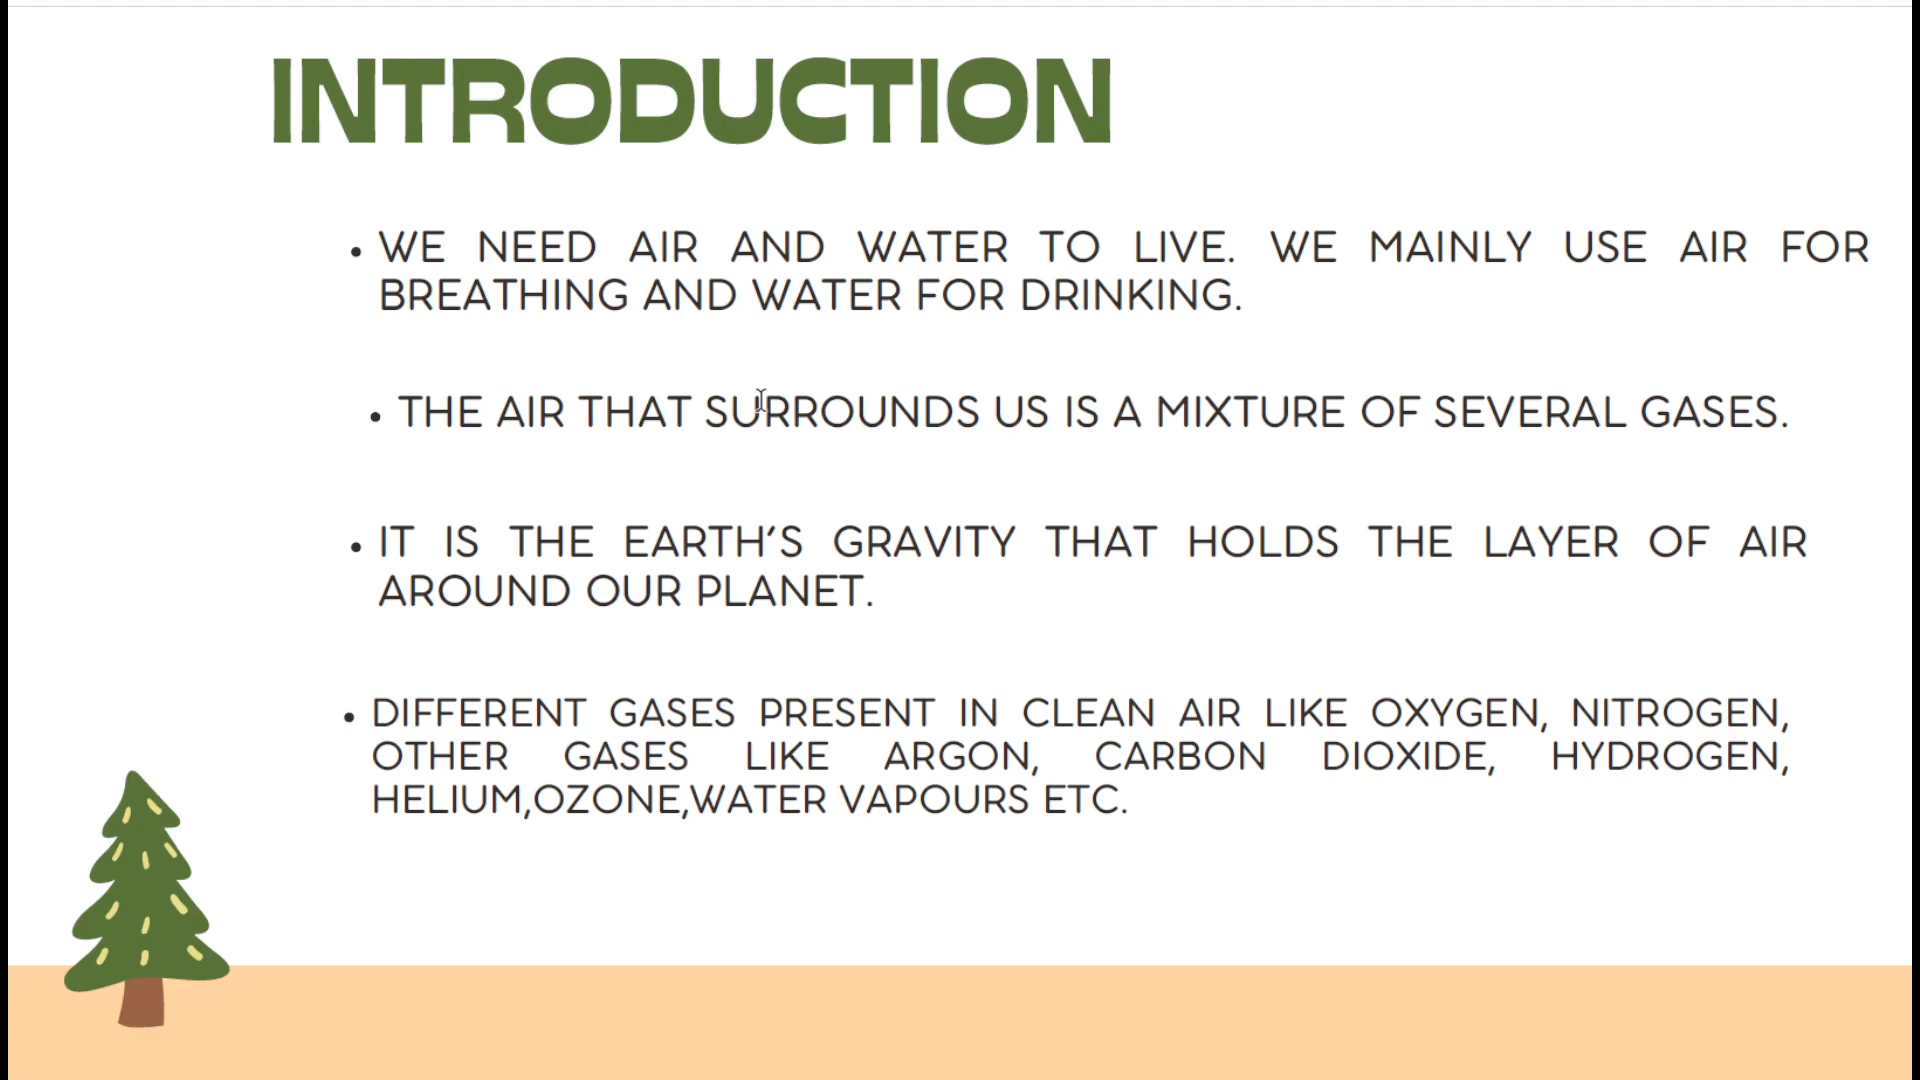 INTRODUCTION
• WE NEED AIR AND WATER TO LIVE. WE MAINLY USE AIR FOR
BREATHING AND WATER FOR DRINKING.
• THE AIR THAT SURROUNDS US IS A MIXTURE OF SEVERAL GASES.
• IT IS THE EARTH’S GRAVITY THAT HOLDS THE LAYER OF AIR
AROUND OUR PLANET.
• DIFFERENT GASES PRESENT IN CLEAN AIR LIKE OXYGEN, NITROGEN,
OTHER GASES LIKE ARGON, CARBON DIOXIDE, HYDROGEN,
HELIUM,OZONE,WATER VAPOURS ETC.